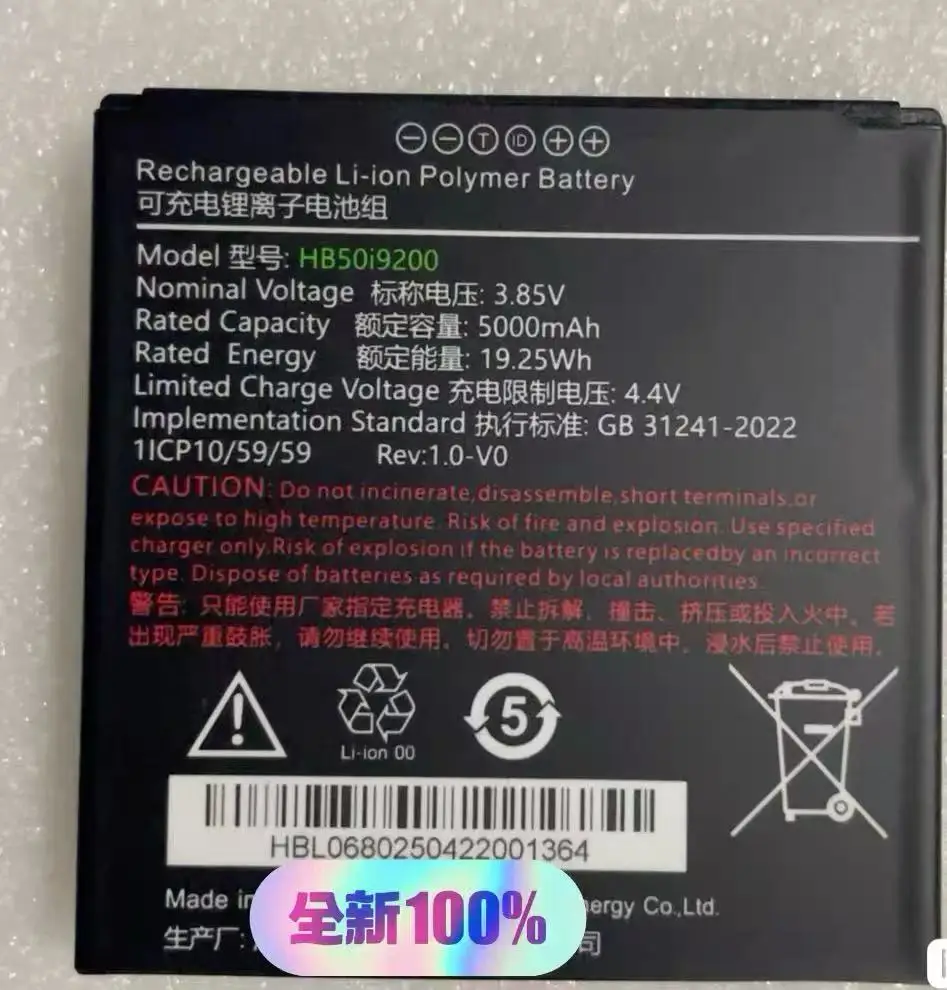 ⊖⊖ⓉⒾⒹ⊕⊕
Rechargeable Li-ion Polymer Battery
可充电锂离子电池组
Model 型号: HB50i9200
Nominal Voltage 标称电压: 3.85V
Rated Capacity 额定容量: 5000mAh
Rated Energy 额定能量: 19.25Wh
Limited Charge Voltage 充电限制电压: 4.4V
Implementation Standard 执行标准: GB 31241-2022
1ICP10/59/59 Rev:1.0-V0
CAUTION: Do not incinerate,disassemble,short terminals,or
expose to high temperature. Risk of fire and explosion. Use specified
charger only.Risk of explosion if the battery is replacedby an incorrect
type. Dispose of batteries as required by local authorities.
警告: 只能使用厂家指定充电器。禁止拆解、撞击、挤压或投入火中。若
出现严重鼓胀，请勿继续使用。切勿置于高温环境中。浸水后禁止使用。
5
Li-ion 00
HBL0680250422001364
Made in Co.,Ltd.
生产厂:
全新100%